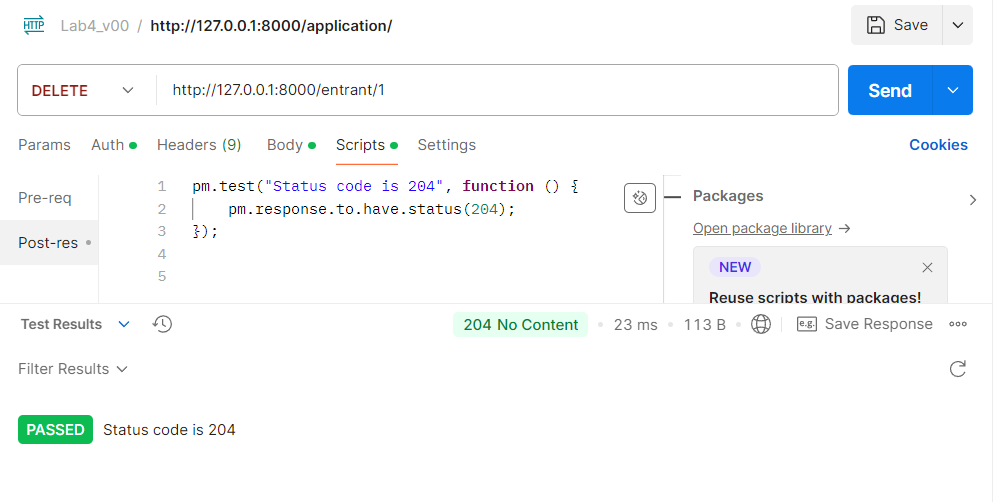 HTTP Lab4_v00 / http://127.0.0.1:8000/application/ Save
DELETE http://127.0.0.1:8000/entrant/1 Send
Params Auth Headers (9) Body Scripts Settings Cookies
Pre-req
Post-res
1 pm.test("Status code is 204", function () {
2 pm.response.to.have.status(204);
3 });
4
5
Packages
Open package library →
NEW
Reuse scripts with packages!
Test Results 204 No Content 23 ms 113 B e.g. Save Response
Filter Results
PASSED Status code is 204